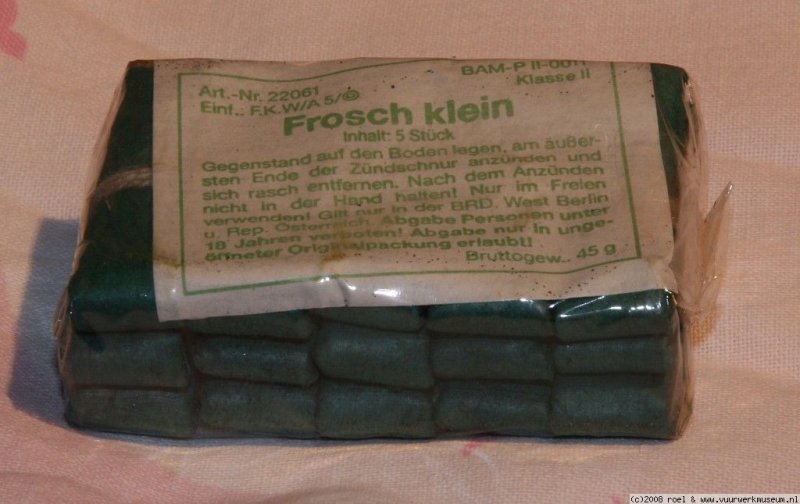 Art.-Nr. 22061
BAM-P II-0011
Einf.: F.K.W/A 5/©
Klasse II
Frosch klein
Inhalt: 5 Stück
Gegenstand auf den Boden legen, am äußer-
sten Ende der Zündschnur anzünden und
sich rasch entfernen. Nach dem Anzünden
nicht in der Hand halten! Nur im Freien
verwenden! Gilt nur in der BRD. West Berlin
u. Rep. Österreich. Abgabe Personen unter
18 Jahren verboten! Abgabe nur in unge-
öffneter Originalpackung erlaubt!
Bruttogew.. 45 g
(c)2008 roel & www.vuurwerkmuseum.nl